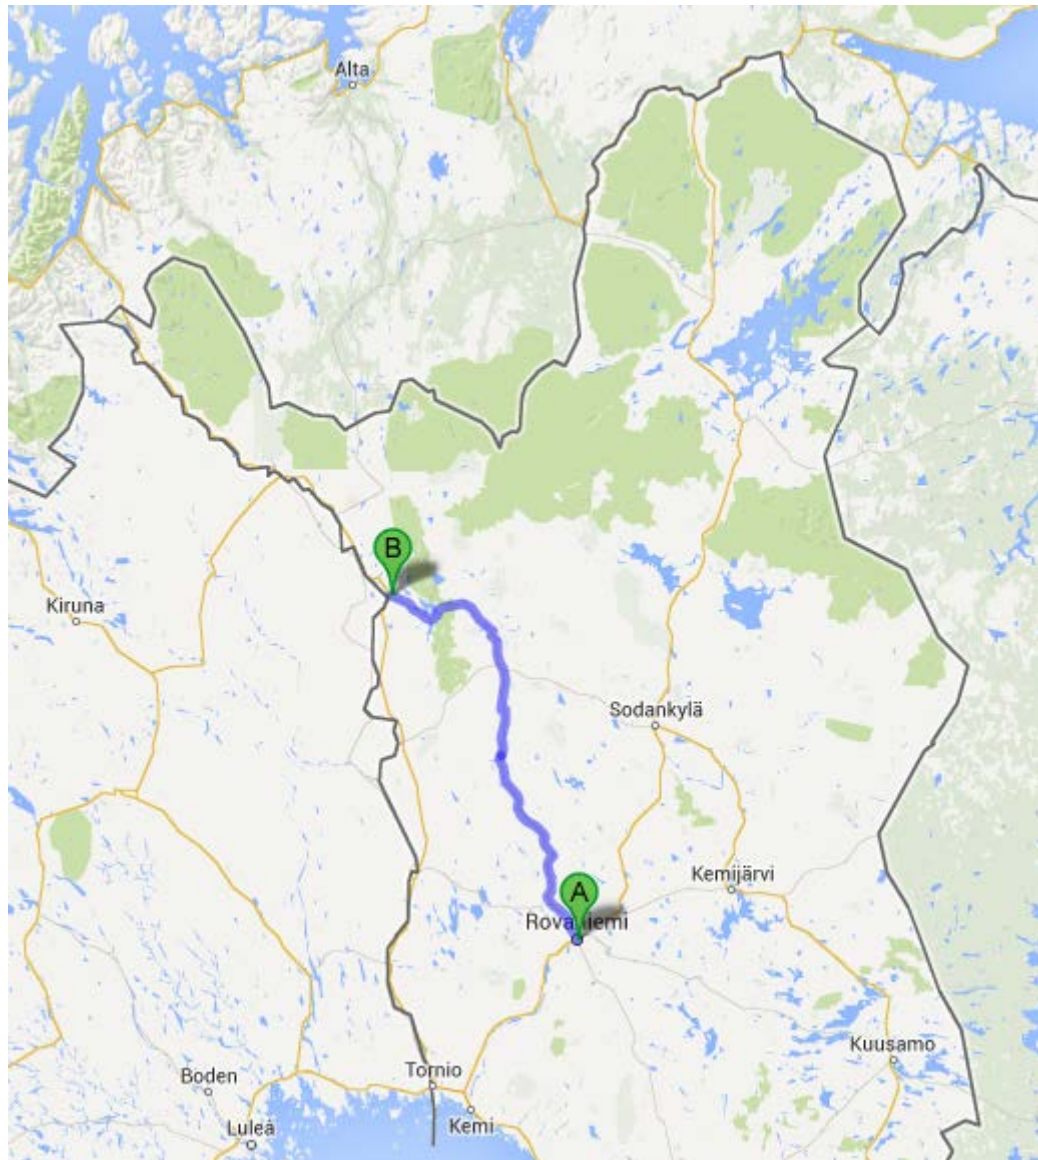 Alta
B
Kiruna
Sodankylä
Kemijärvi
A
Rovaniemi
Kuusamo
Tornio
Boden
Kemi
Luleå